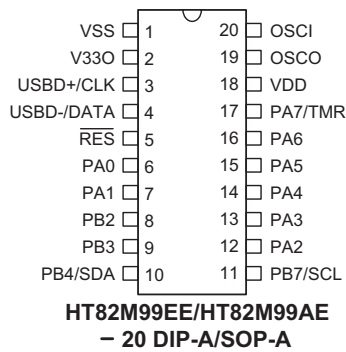 VSS 1 20 OSCI
V33O 2 19 OSCO
USBD+/CLK 3 18 VDD
USBD-/DATA 4 17 PA7/TMR
RES 5 16 PA6
PA0 6 15 PA5
PA1 7 14 PA4
PB2 8 13 PA3
PB3 9 12 PA2
PB4/SDA 10 11 PB7/SCL
HT82M99EE/HT82M99AE
– 20 DIP-A/SOP-A